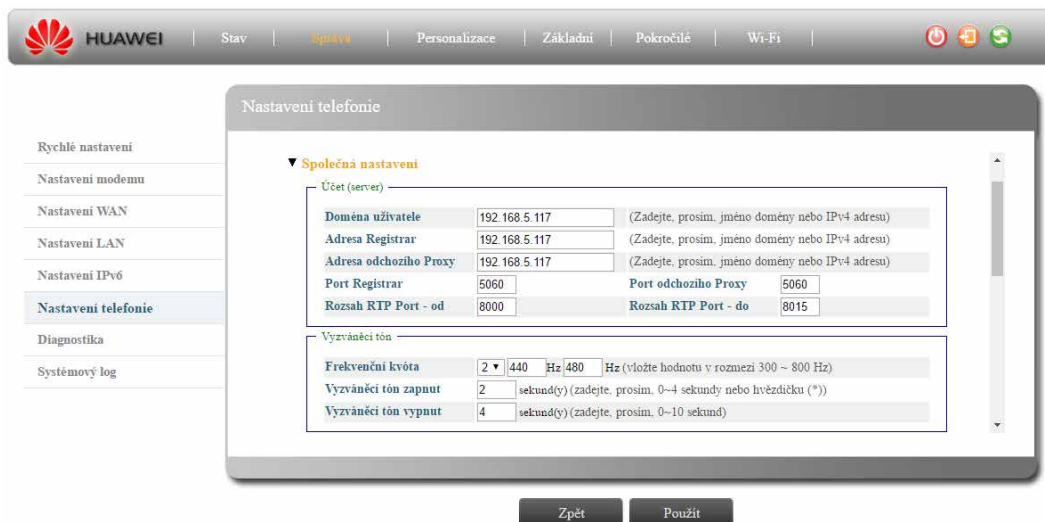 HUAWEI | Stav | Správa | Personalizace | Základní | Pokročilé | Wi-Fi |
Nastavení telefonie
Rychlé nastavení
Nastavení modemu
Nastavení WAN
Nastavení LAN
Nastavení IPv6
Nastavení telefonie
Diagnostika
Systémový log
▼ Společná nastavení
Účet (server)
Doména uživatele 192.168.5.117 (Zadejte, prosím, jméno domény nebo IPv4 adresu)
Adresa Registrar 192.168.5.117 (Zadejte, prosím, jméno domény nebo IPv4 adresu)
Adresa odchozího Proxy 192.168.5.117 (Zadejte, prosím, jméno domény nebo IPv4 adresu)
Port Registrar 5060 Port odchozího Proxy 5060
Rozsah RTP Port - od 8000 Rozsah RTP Port - do 8015
Vyzváněcí tón
Frekvenční kvóta 2 ▼ 440 Hz 480 Hz (vložte hodnotu v rozmezí 300 ~ 800 Hz)
Vyzváněcí tón zapnut 2 sekund(y) (zadejte, prosím, 0~4 sekundy nebo hvězdičku (*))
Vyzváněcí tón vypnut 4 sekund(y) (zadejte, prosím, 0~10 sekund)
Zpět Použít